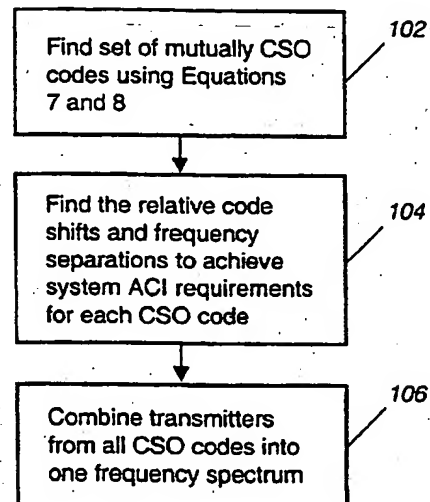 102
Find set of mutually CSO
codes using Equations
7 and 8
104
Find the relative code
shifts and frequency
separations to achieve
system ACI requirements
for each CSO code
106
Combine transmitters
from all CSO codes into
one frequency spectrum